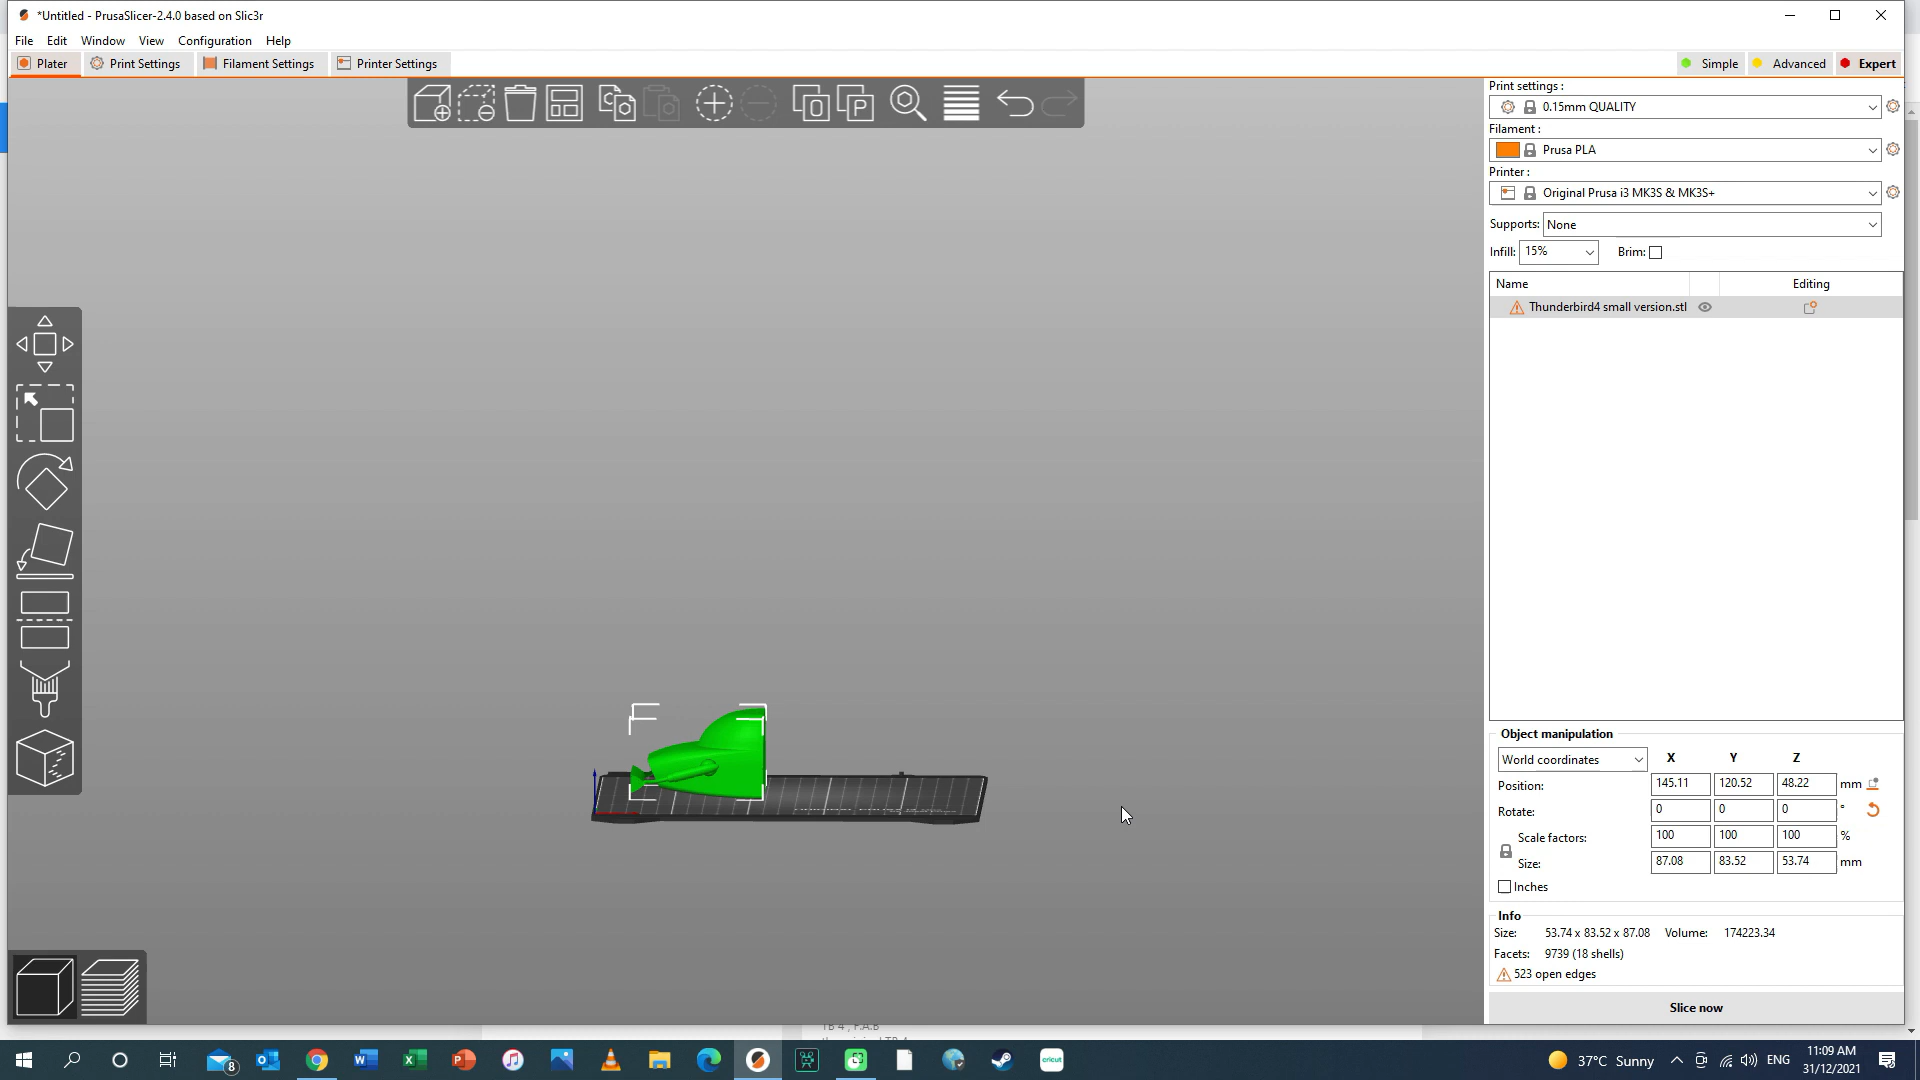 *Untitled - PrusaSlicer-2.4.0 based on Slic3r
File Edit Window View Configuration Help
Plater Print Settings Filament Settings Printer Settings Simple Advanced Expert
Print settings :
0.15mm QUALITY
Filament :
Prusa PLA
Printer :
Original Prusa i3 MK3S & MK3S+
Supports: None
Infill: 15% Brim:
Name Editing
Thunderbird4 small version.stl
Object manipulation
World coordinates X Y Z
Position: 145.11 120.52 48.22 mm
Rotate: 0 0 0 °
Scale factors: 100 100 100 %
Size: 87.08 83.52 53.74 mm
Inches
Info
Size: 53.74 x 83.52 x 87.08 Volume: 174223.34
Facets: 9739 (18 shells)
523 open edges
Slice now
TB 4 , F.A.B
8 cricut 37°C Sunny ENG 11:09 AM
31/12/2021